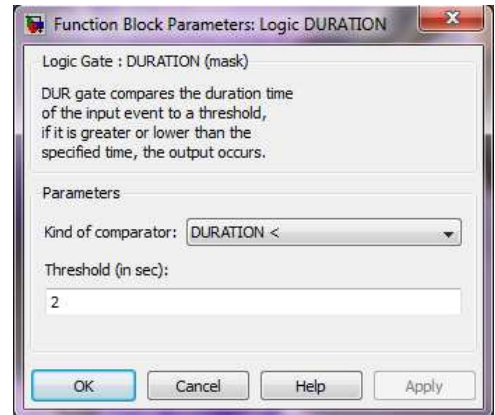 Function Block Parameters: Logic DURATION
Logic Gate : DURATION (mask)
DUR gate compares the duration time
of the input event to a threshold,
if it is greater or lower than the
specified time, the output occurs.
Parameters
Kind of comparator: DURATION <
Threshold (in sec):
2
OK Cancel Help Apply